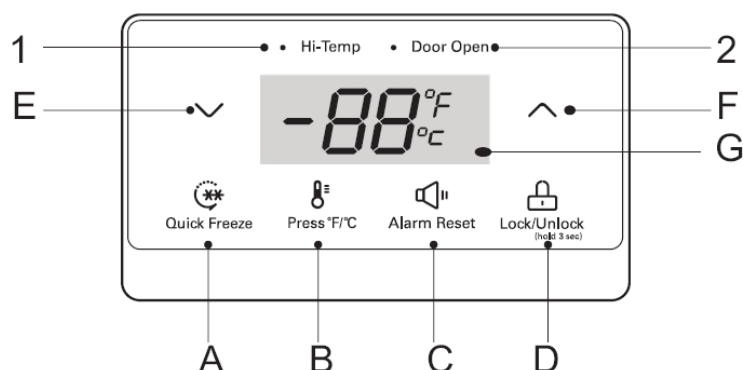 1 Hi-Temp Door Open 2
E -88 °F F
°C G
Quick Freeze Press °F/°C Alarm Reset Lock/Unlock
(hold 3 sec)
A B C D